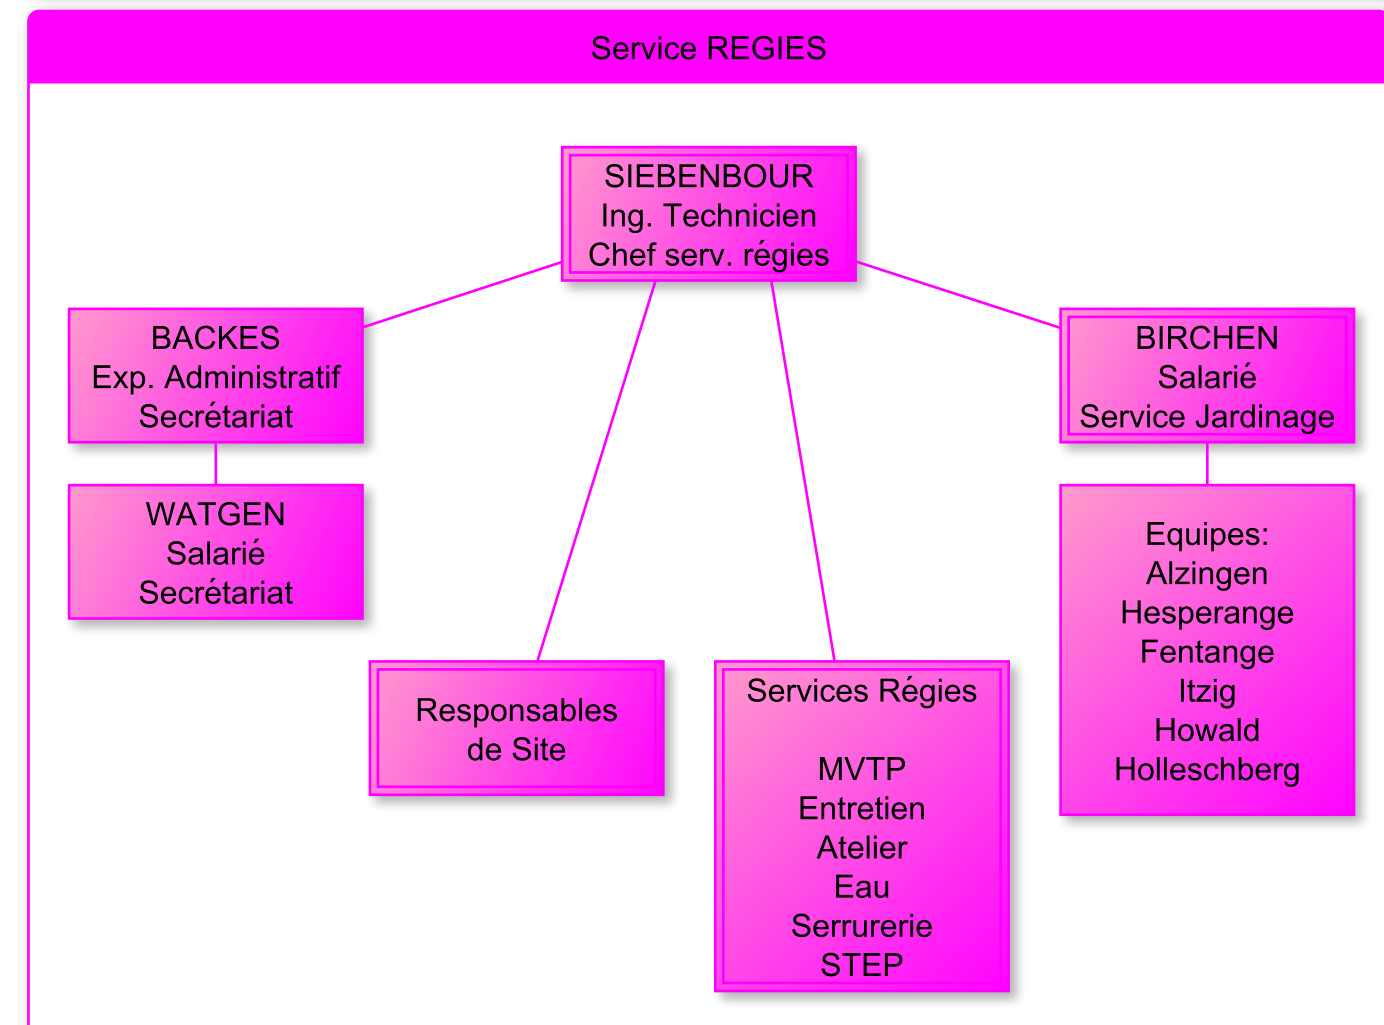 Service REGIES
SIEBENBOUR
Ing. Technicien
Chef serv. régies
BACKES
Exp. Administratif
Secrétariat
BIRCHEN
Salarié
Service Jardinage
WATGEN
Salarié
Secrétariat
Equipes:
Alzingen
Hesperange
Fentange
Itzig
Howald
Holleschberg
Responsables
de Site
Services Régies
MVTP
Entretien
Atelier
Eau
Serrurerie
STEP